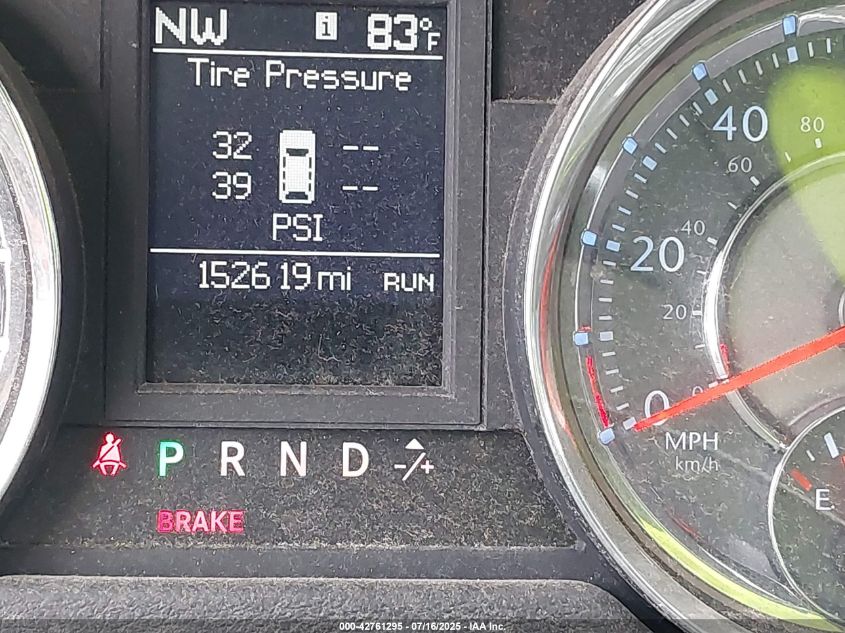 NW i 83°F
Tire Pressure
32 --
39 --
PSI
152619 mi RUN
P R N D -/+
BRAKE
40
80
60
20
40
20
0
0
MPH
km/h
E
000-42761295 - 07/16/2025 - IAA Inc.